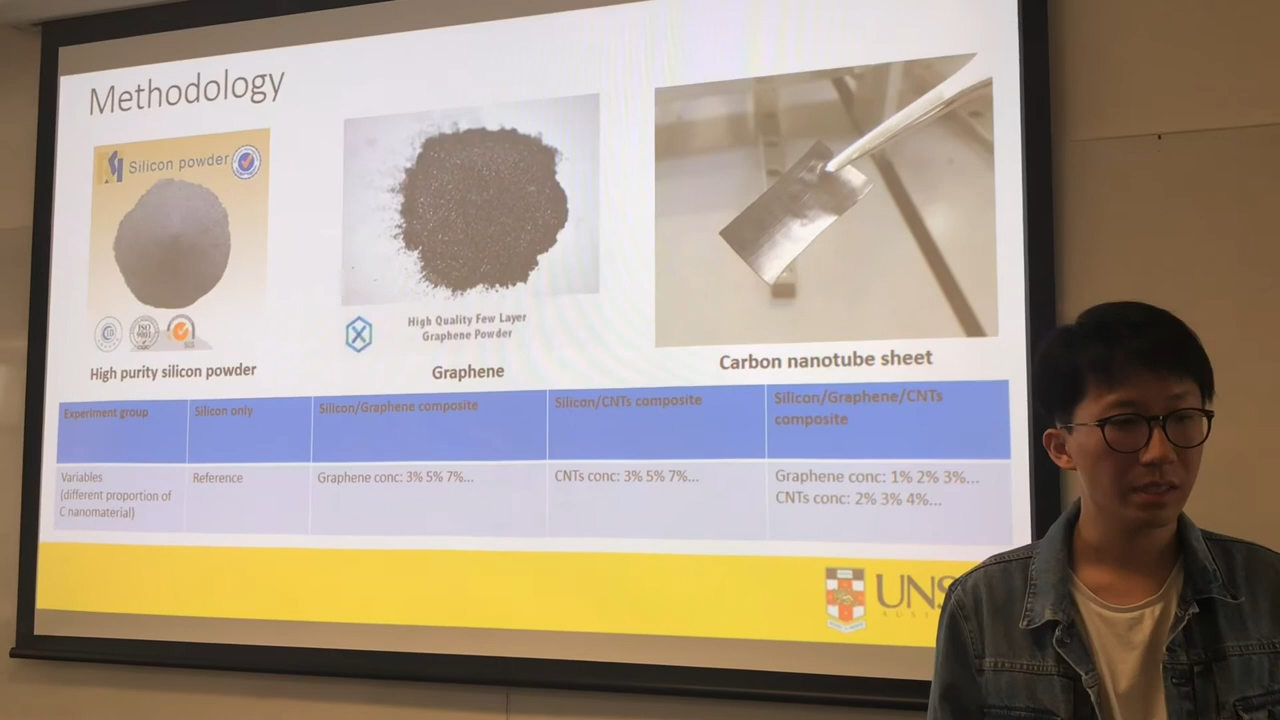 Methodology
Silicon powder
ISO
High Quality Few Layer
Graphene Powder
High purity silicon powder
Graphene
Carbon nanotube sheet
Experiment group
Silicon only
Silicon/Graphene composite
Silicon/CNTs composite
Silicon/Graphene/CNTs
composite
Variables
(different proportion of
C nanomaterial)
Reference
Graphene conc: 3% 5% 7%...
CNTs conc: 3% 5% 7%...
Graphene conc: 1% 2% 3%...
CNTs conc: 2% 3% 4%...
UNS